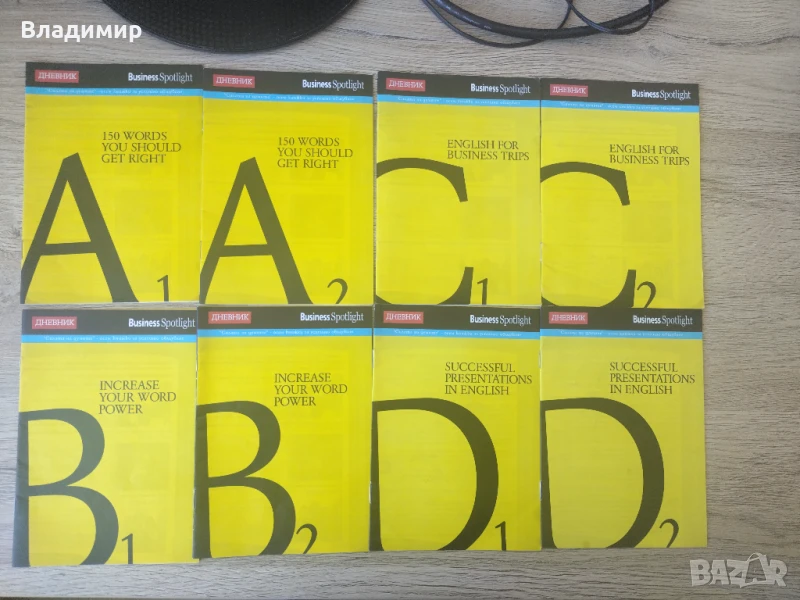 Владимир
ДНЕВНИК
Business Spotlight
150 WORDS
YOU SHOULD
GET RIGHT
A1
ДНЕВНИК
Business Spotlight
150 WORDS
YOU SHOULD
GET RIGHT
A2
ДНЕВНИК
Business Spotlight
ENGLISH FOR
BUSINESS TRIPS
C1
ДНЕВНИК
Business Spotlight
ENGLISH FOR
BUSINESS TRIPS
C2
ДНЕВНИК
Business Spotlight
INCREASE
YOUR WORD
POWER
B1
ДНЕВНИК
Business Spotlight
INCREASE
YOUR WORD
POWER
B2
ДНЕВНИК
Business Spotlight
SUCCESSFUL
PRESENTATIONS
IN ENGLISH
D1
ДНЕВНИК
Business Spotlight
SUCCESSFUL
PRESENTATIONS
IN ENGLISH
D2
BAZAR